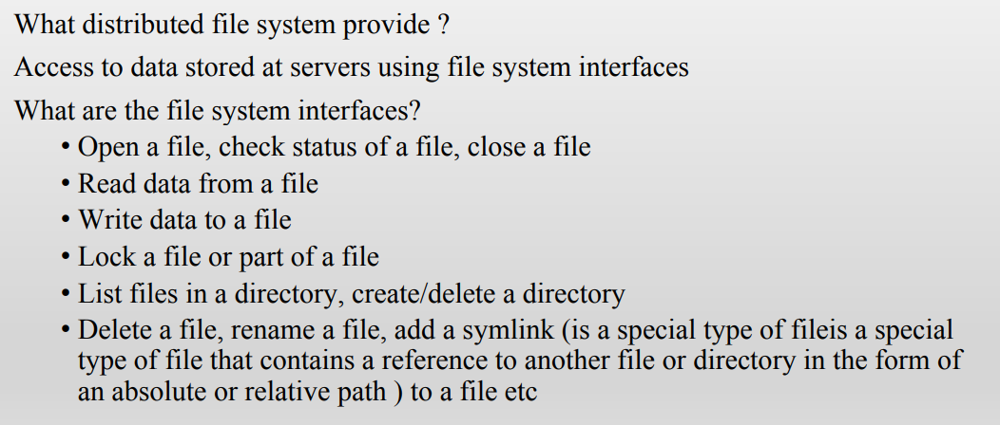 What distributed file system provide ?
Access to data stored at servers using file system interfaces
What are the file system interfaces?
• Open a file, check status of a file, close a file
• Read data from a file
• Write data to a file
• Lock a file or part of a file
• List files in a directory, create/delete a directory
• Delete a file, rename a file, add a symlink (is a special type of fileis a special
type of file that contains a reference to another file or directory in the form of
an absolute or relative path ) to a file etc